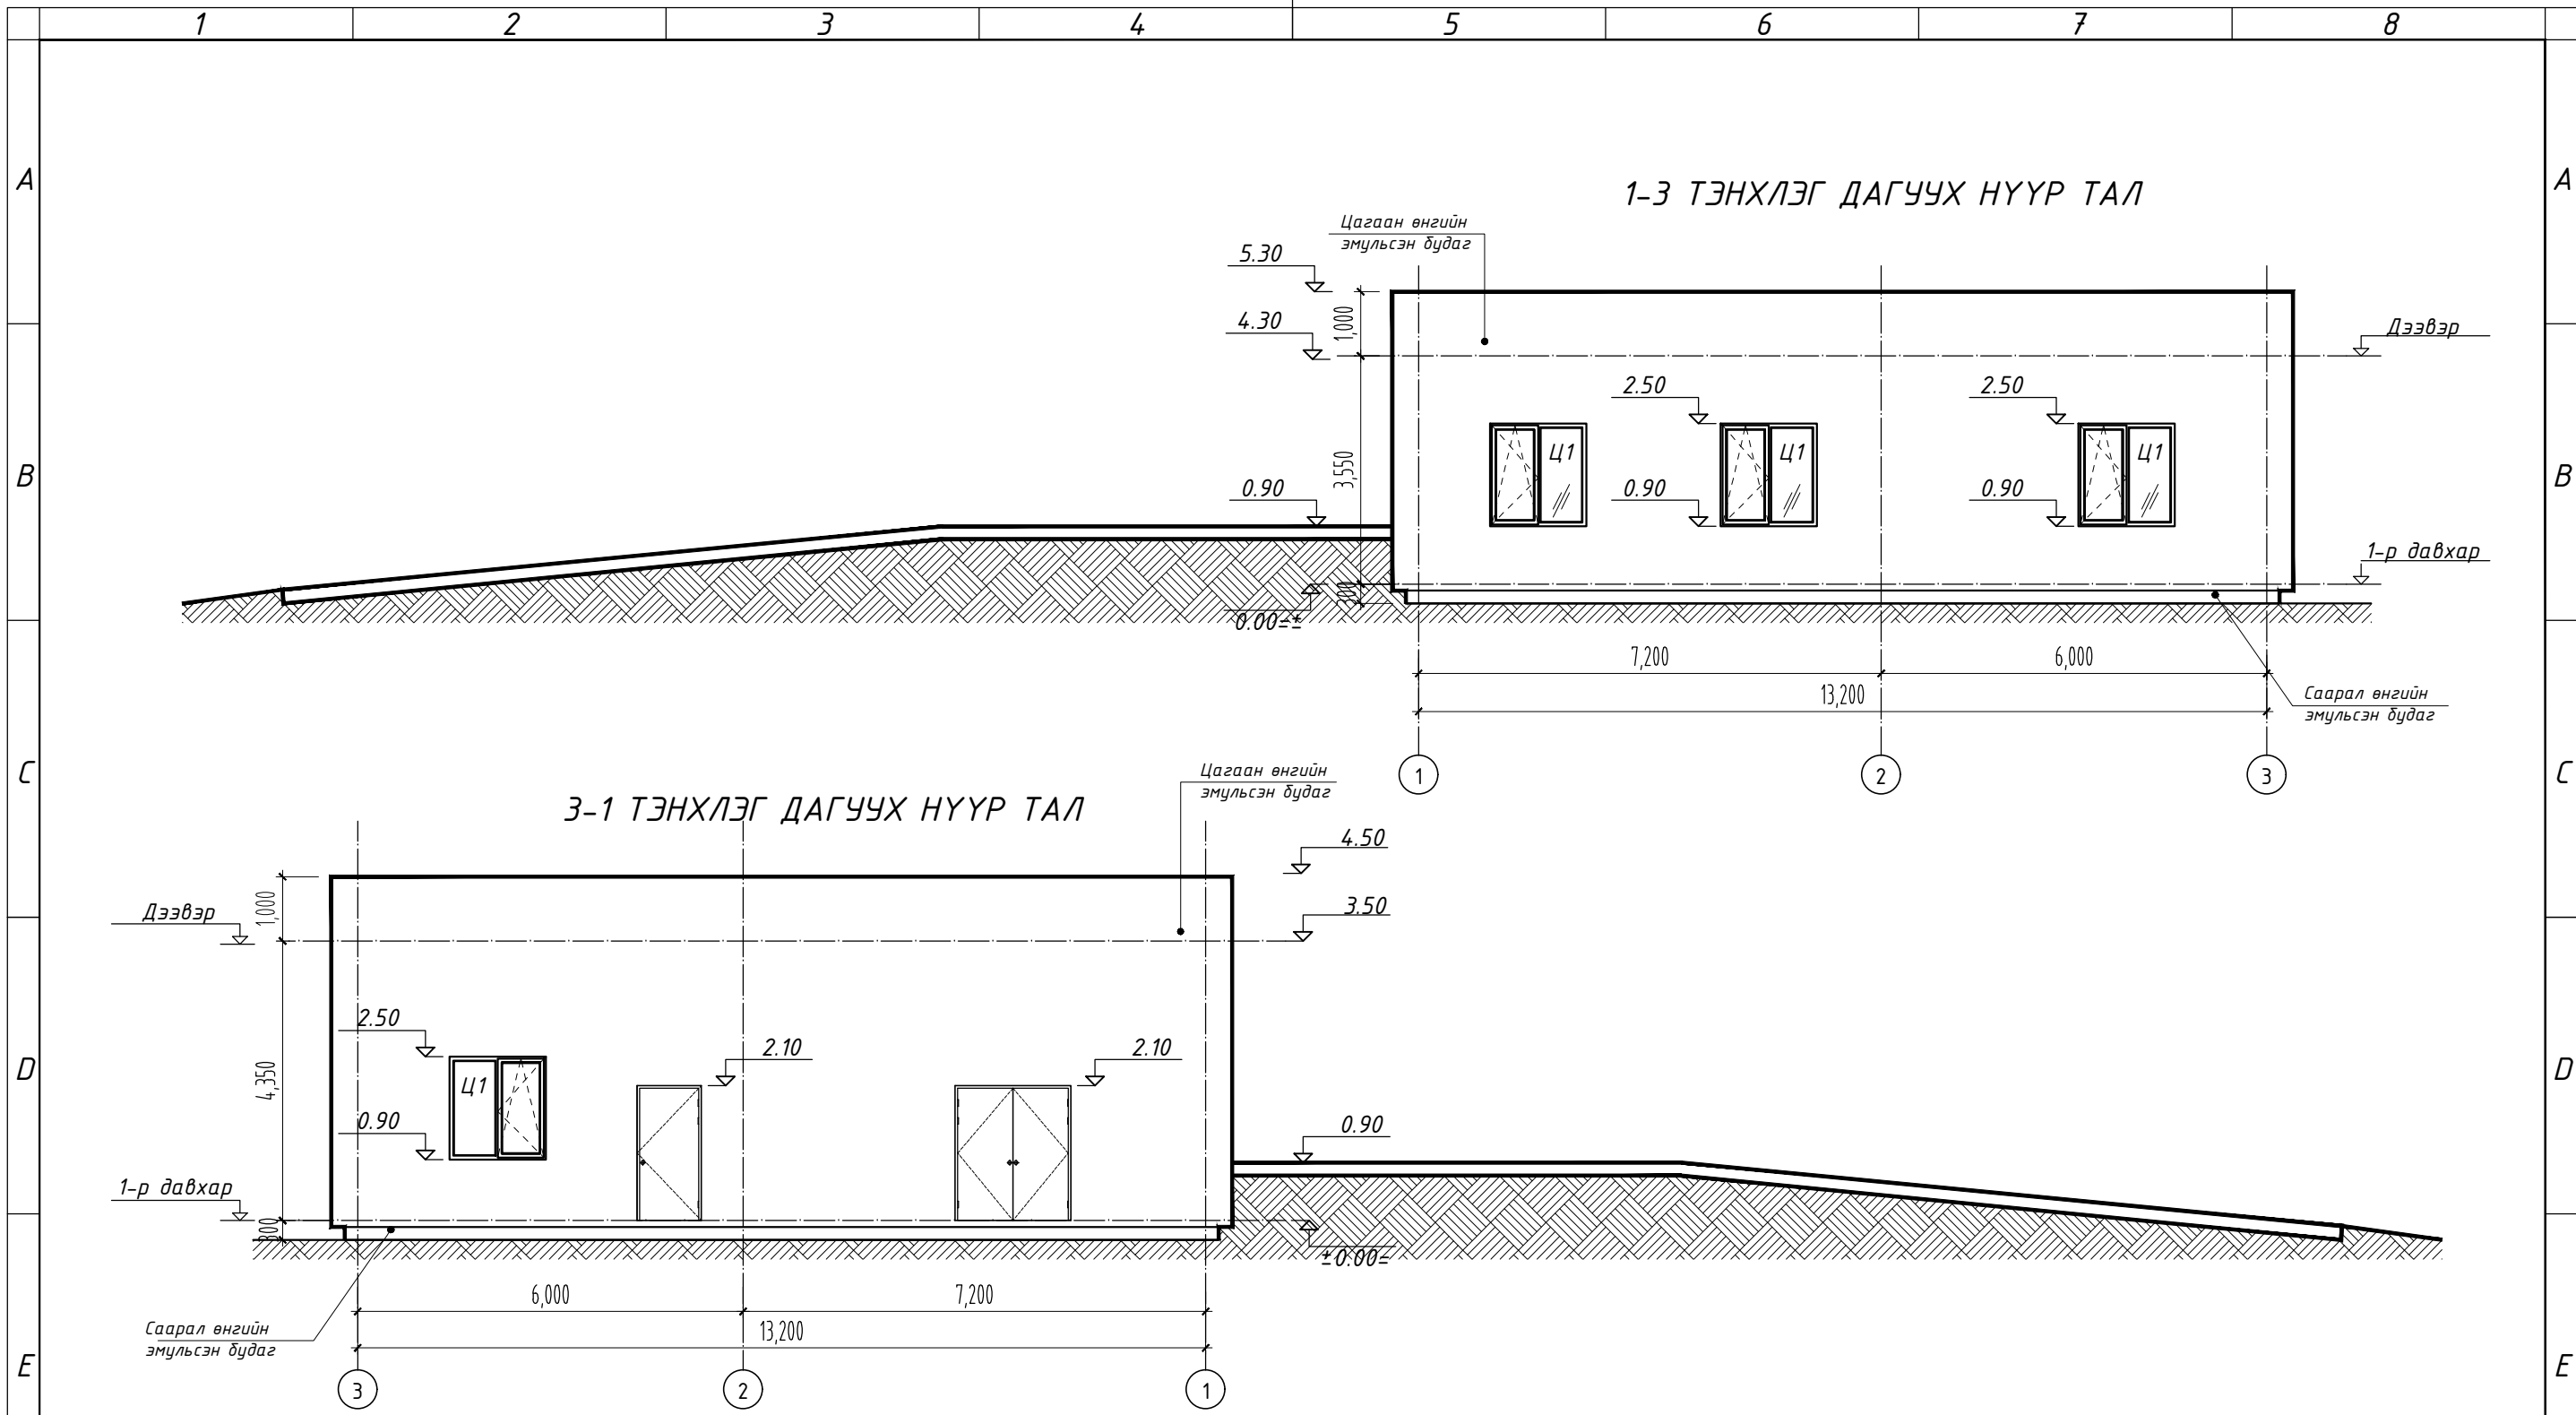 1 2 3 4 5 6 7 8
A A
1-3 ТЭНХЛЭГ ДАГУУХ НҮҮР ТАЛ
Цагаан өнгийн
эмульсэн будаг
5.30
4.30
1,000
Дээвэр
2.50
2.50
B B
3,550
Ц1
Ц1
Ц1
0.90
0.90
0.90
1-р давхар
300
0.00=±
7,200
6,000
13,200
Саарал өнгийн
эмульсэн будаг
C C
1
2
3
Цагаан өнгийн
эмульсэн будаг
3-1 ТЭНХЛЭГ ДАГУУХ НҮҮР ТАЛ
4.50
3.50
1,000
Дээвэр
2.50
2.10
2.10
D D
4,350
Ц1
0.90
0.90
1-р давхар
300
±0.00=
6,000
7,200
13,200
Саарал өнгийн
эмульсэн будаг
E E
3
2
1